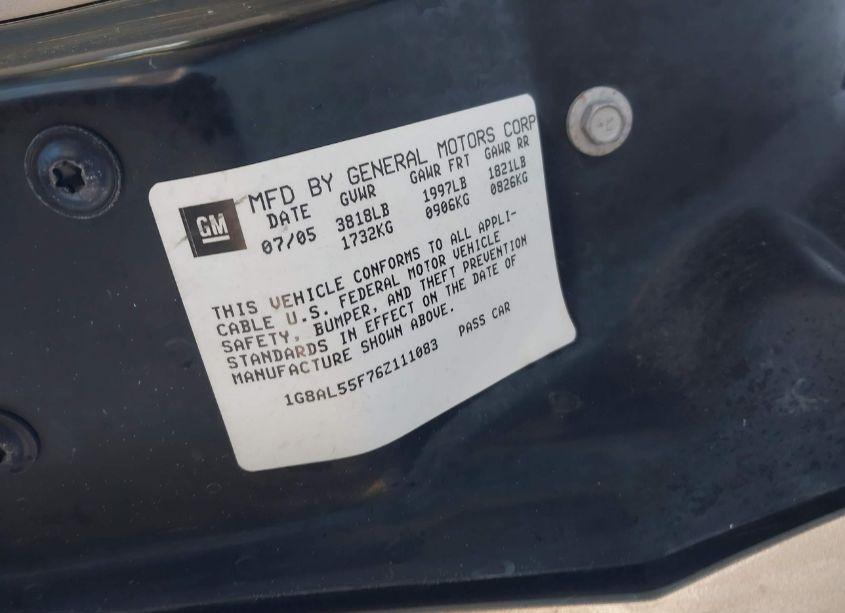 MFD BY GENERAL MOTORS CORP
GM
DATE GVWR GAWR FRT GAWR RR
07/05 3818LB 1997LB 1821LB
1732KG 0906KG 0826KG
THIS VEHICLE CONFORMS TO ALL APPLI-
CABLE U.S. FEDERAL MOTOR VEHICLE
SAFETY, BUMPER, AND THEFT PREVENTION
STANDARDS IN EFFECT ON THE DATE OF
MANUFACTURE SHOWN ABOVE.
1G8AL55F76Z111083 PASS CAR